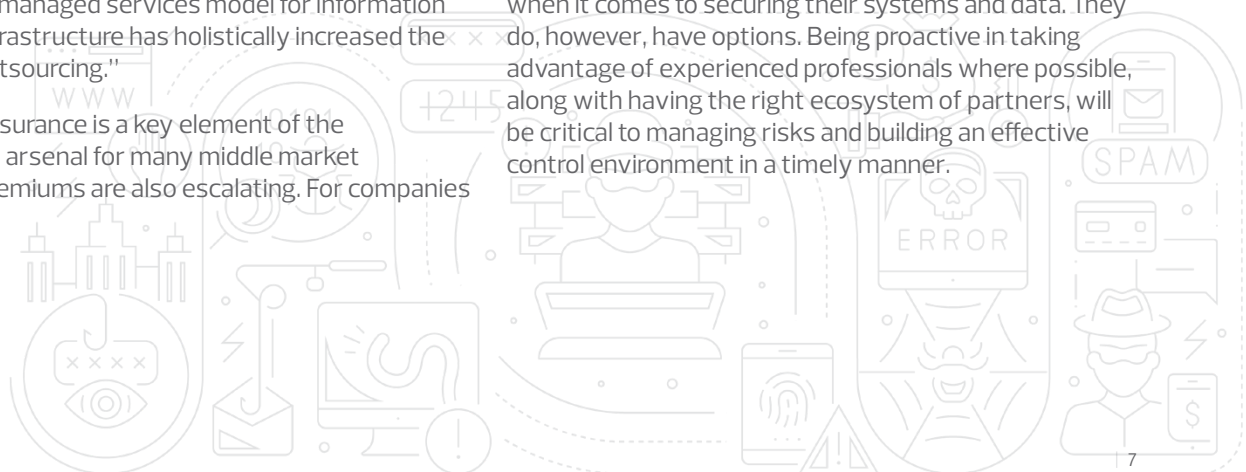 managed services model for information
rastructure has holistically increased the
tsourcing.”
surance is a key element of the
arsenal for many middle market
emiums are also escalating. For companies
when it comes to securing their systems and data. They
do, however, have options. Being proactive in taking
advantage of experienced professionals where possible,
along with having the right ecosystem of partners, will
be critical to managing risks and building an effective
control environment in a timely manner.
WWW
10101
1245
× × ×
SPAM
ERROR
× × × ×
$
7